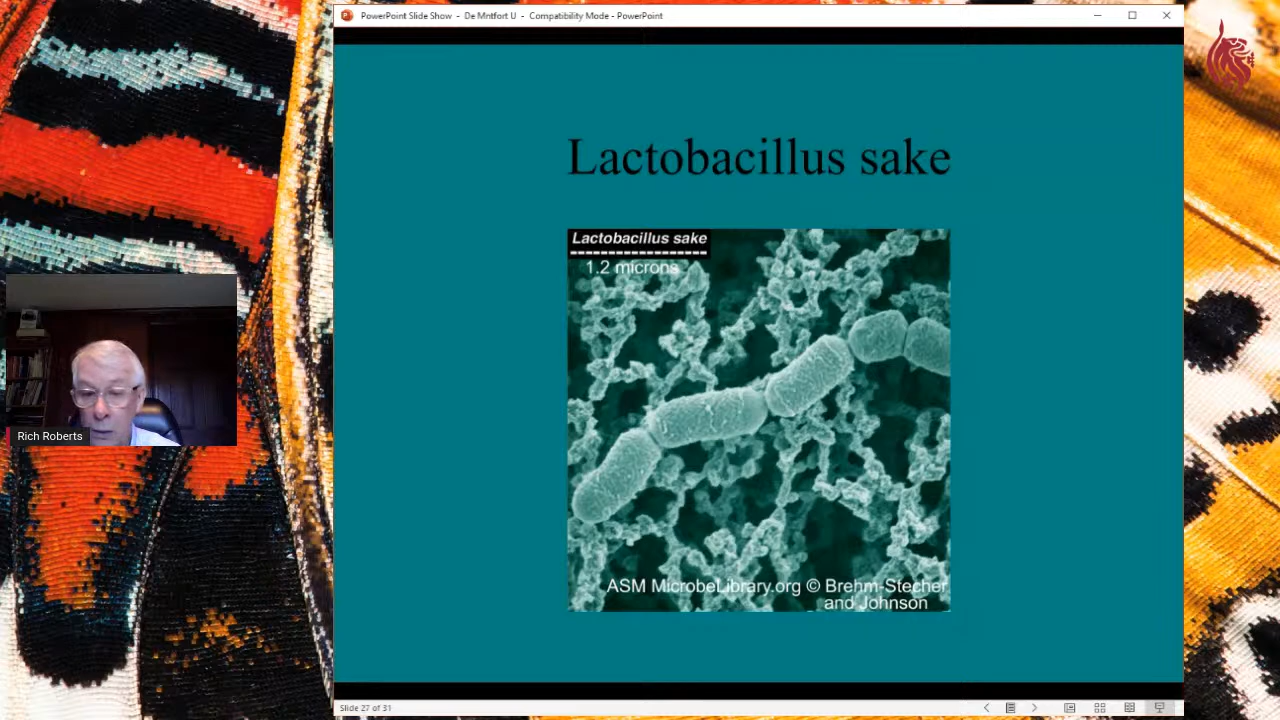 PowerPoint Slide Show - De Mntfort U - Compatibility Mode - PowerPoint
Lactobacillus sake
Lactobacillus sake
1.2 microns
Rich Roberts
ASM MicrobeLibrary.org © Brehm-Stecher
and Johnson
Slide 27 of 31